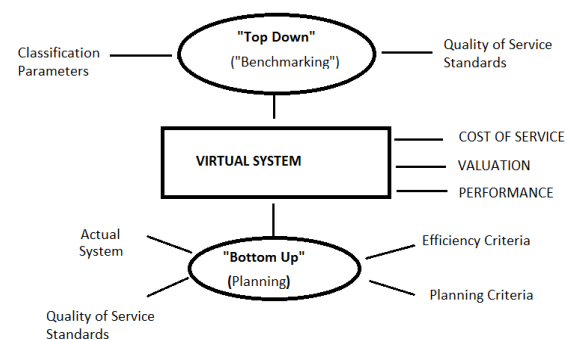 "Top Down"
("Benchmarking")
Classification
Parameters
Quality of Service
Standards
VIRTUAL SYSTEM
COST OF SERVICE
VALUATION
PERFORMANCE
Actual
System
"Bottom Up"
(Planning)
Efficiency Criteria
Planning Criteria
Quality of Service
Standards